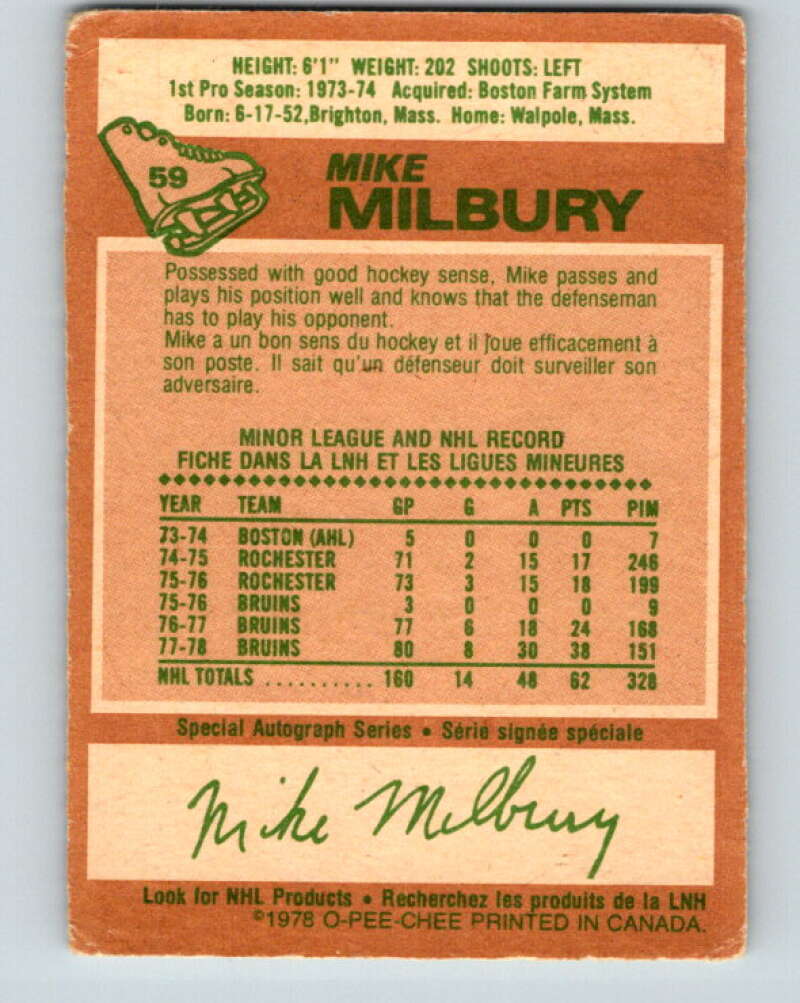 HEIGHT: 6'1" WEIGHT: 202 SHOOTS: LEFT
1st Pro Season: 1973-74 Acquired: Boston Farm System
Born: 6-17-52,Brighton, Mass. Home: Walpole, Mass.
59
MIKE
MILBURY
Possessed with good hockey sense, Mike passes and
plays his position well and knows that the defenseman
has to play his opponent.
Mike a un bon sens du hockey et il joue efficacement à
son poste. Il sait qu'un défenseur doit surveiller son
adversaire.
MINOR LEAGUE AND NHL RECORD
FICHE DANS LA LNH ET LES LIGUES MINEURES
YEAR TEAM GP G A PTS PIM
73-74 BOSTON (AHL) 5 0 0 0 7
74-75 ROCHESTER 71 2 15 17 246
75-76 ROCHESTER 73 3 15 18 199
75-76 BRUINS 3 0 0 0 9
76-77 BRUINS 77 6 18 24 168
77-78 BRUINS 80 8 30 38 151
NHL TOTALS .......... 160 14 48 62 328
Special Autograph Series • Série signée spéciale
Mike Milbury
Look for NHL Products • Recherchez les produits de la LNH
©1978 O-PEE-CHEE PRINTED IN CANADA.